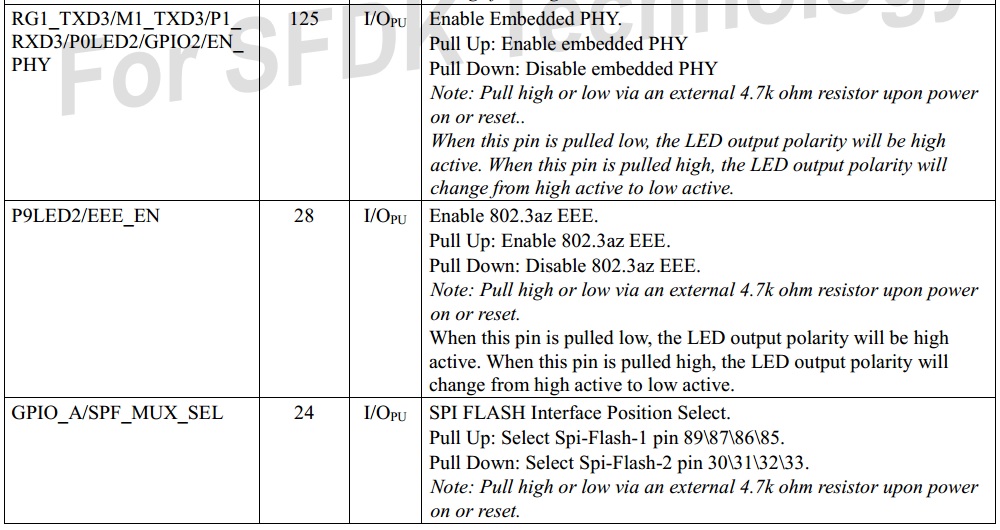 RG1_TXD3/M1_TXD3/P1_
RXD3/P0LED2/GPIO2/EN_
PHY
125
I/OPU
Enable Embedded PHY.
Pull Up: Enable embedded PHY
Pull Down: Disable embedded PHY
Note: Pull high or low via an external 4.7k ohm resistor upon power
on or reset..
When this pin is pulled low, the LED output polarity will be high
active. When this pin is pulled high, the LED output polarity will
change from high active to low active.
P9LED2/EEE_EN
28
I/OPU
Enable 802.3az EEE.
Pull Up: Enable 802.3az EEE.
Pull Down: Disable 802.3az EEE.
Note: Pull high or low via an external 4.7k ohm resistor upon power
on or reset.
When this pin is pulled low, the LED output polarity will be high
active. When this pin is pulled high, the LED output polarity will
change from high active to low active.
GPIO_A/SPF_MUX_SEL
24
I/OPU
SPI FLASH Interface Position Select.
Pull Up: Select Spi-Flash-1 pin 89\87\86\85.
Pull Down: Select Spi-Flash-2 pin 30\31\32\33.
Note: Pull high or low via an external 4.7k ohm resistor upon power
on or reset.
For SFDK Technology